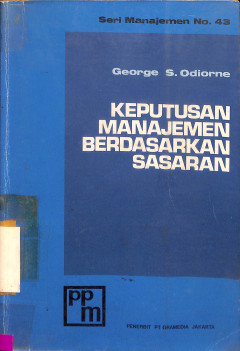 Seri Manajemen No. 43
George S. Odiorne
KEPUTUSAN
MANAJEMEN
BERDASARKAN
SASARAN
ppm
PENERBIT PT GRAMEDIA JAKARTA